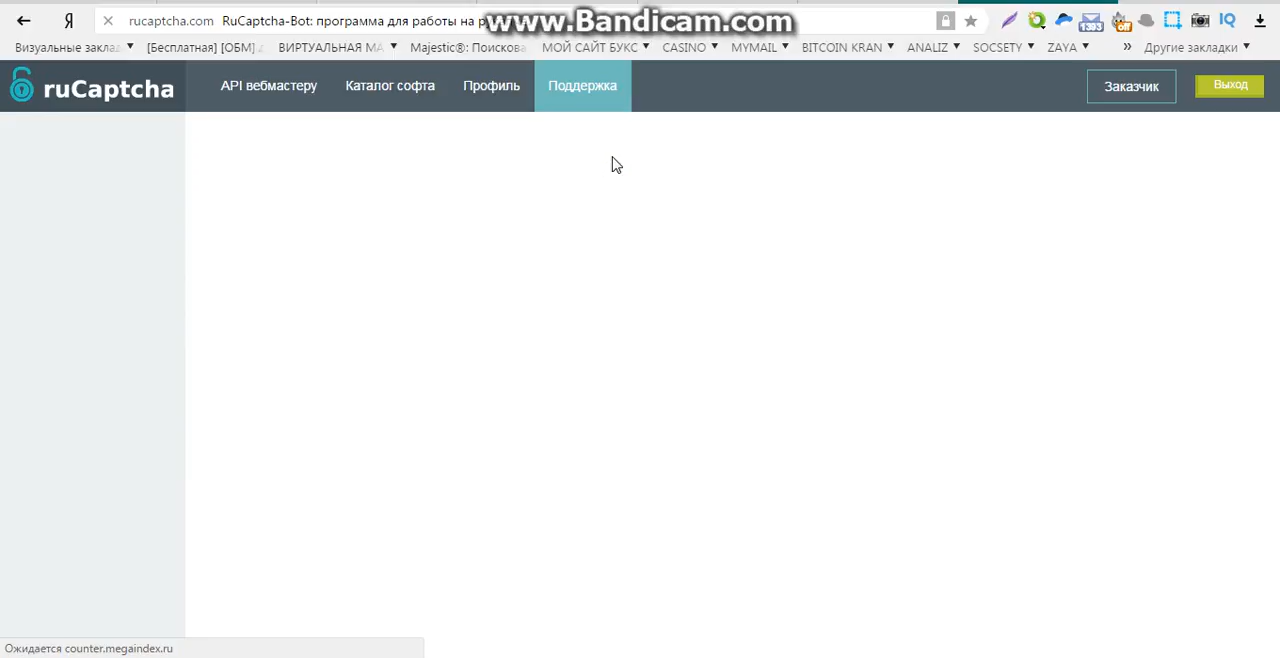 Я rucaptcha.com RuCaptcha-Bot: программа для работы на
www.Bandicam.com
Визуальные заклад [Бесплатная] [ОБМ] ВИРТУАЛЬНАЯ МА Majestic®: Поискова МОЙ САЙТ БУКС CASINO MYMAIL BITCOIN KRAN ANALIZ SOCSETY ZAYA » Другие закладки
ruCaptcha API вебмастеру Каталог софта Профиль Поддержка Заказчик Выход
Ожидается counter.megaindex.ru